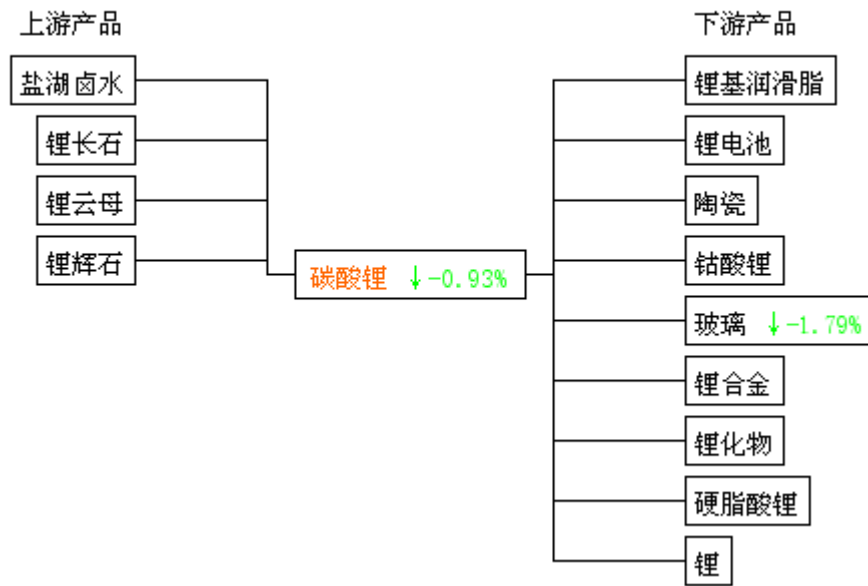 上游产品
盐湖卤水
锂长石
锂云母
锂辉石
碳酸锂 ↓-0.93%
下游产品
锂基润滑脂
锂电池
陶瓷
钴酸锂
玻璃 ↓-1.79%
锂合金
锂化物
硬脂酸锂
锂